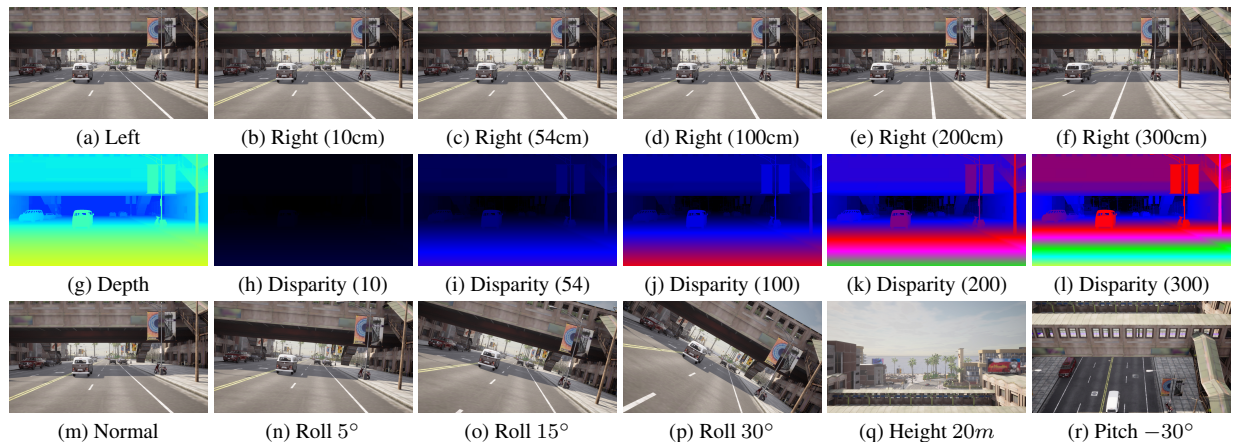 (a) Left (b) Right (10cm) (c) Right (54cm) (d) Right (100cm) (e) Right (200cm) (f) Right (300cm)
(g) Depth (h) Disparity (10) (i) Disparity (54) (j) Disparity (100) (k) Disparity (200) (l) Disparity (300)
(m) Normal (n) Roll 5° (o) Roll 15° (p) Roll 30° (q) Height 20m (r) Pitch −30°